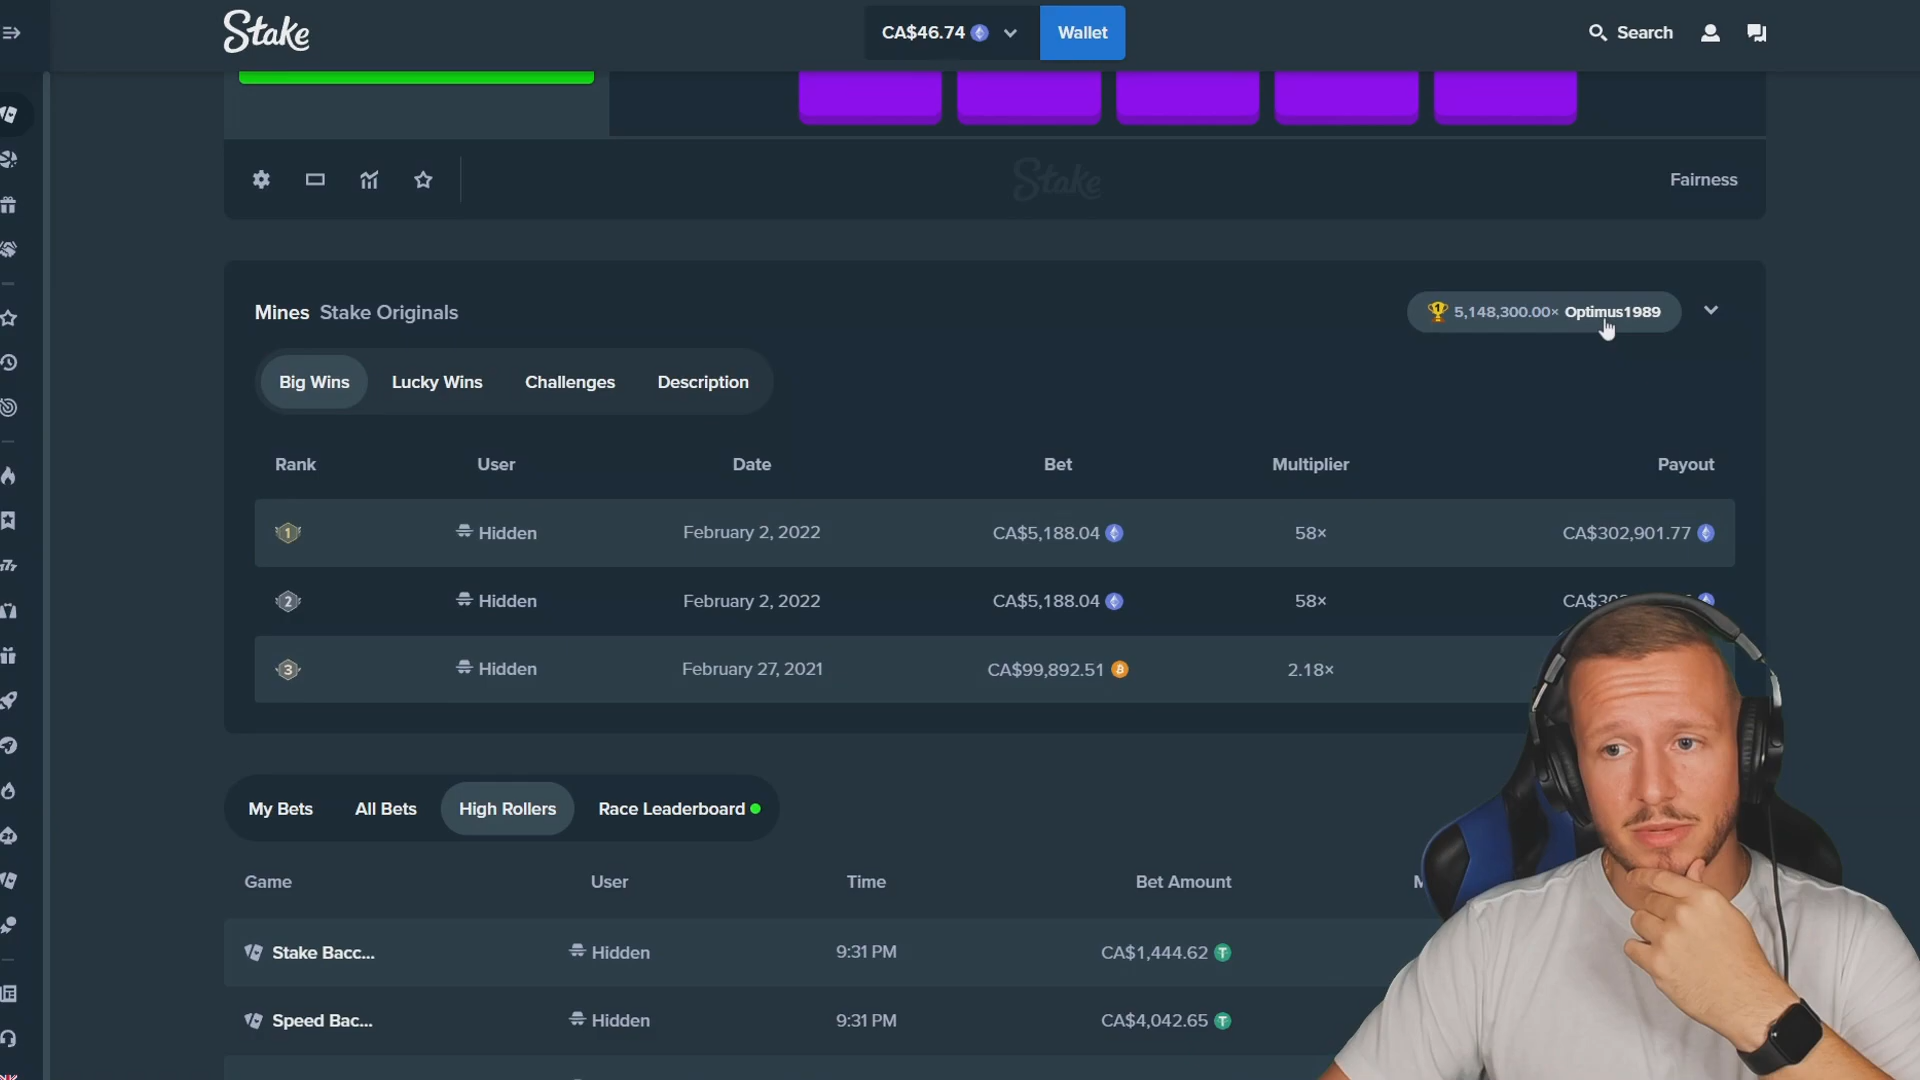 Stake
CA$46.74
Wallet
Search
Stake
Fairness
Mines Stake Originals
1 5,148,300.00× Optimus1989
Big Wins Lucky Wins Challenges Description
Rank User Date Bet Multiplier Payout
1 Hidden February 2, 2022 CA$5,188.04 58× CA$302,901.77
2 Hidden February 2, 2022 CA$5,188.04 58×
3 Hidden February 27, 2021 CA$99,892.51 2.18×
My Bets All Bets High Rollers Race Leaderboard
Game User Time Bet Amount
Stake Bacc... Hidden 9:31 PM CA$1,444.62
Speed Bac... Hidden 9:31 PM CA$4,042.65